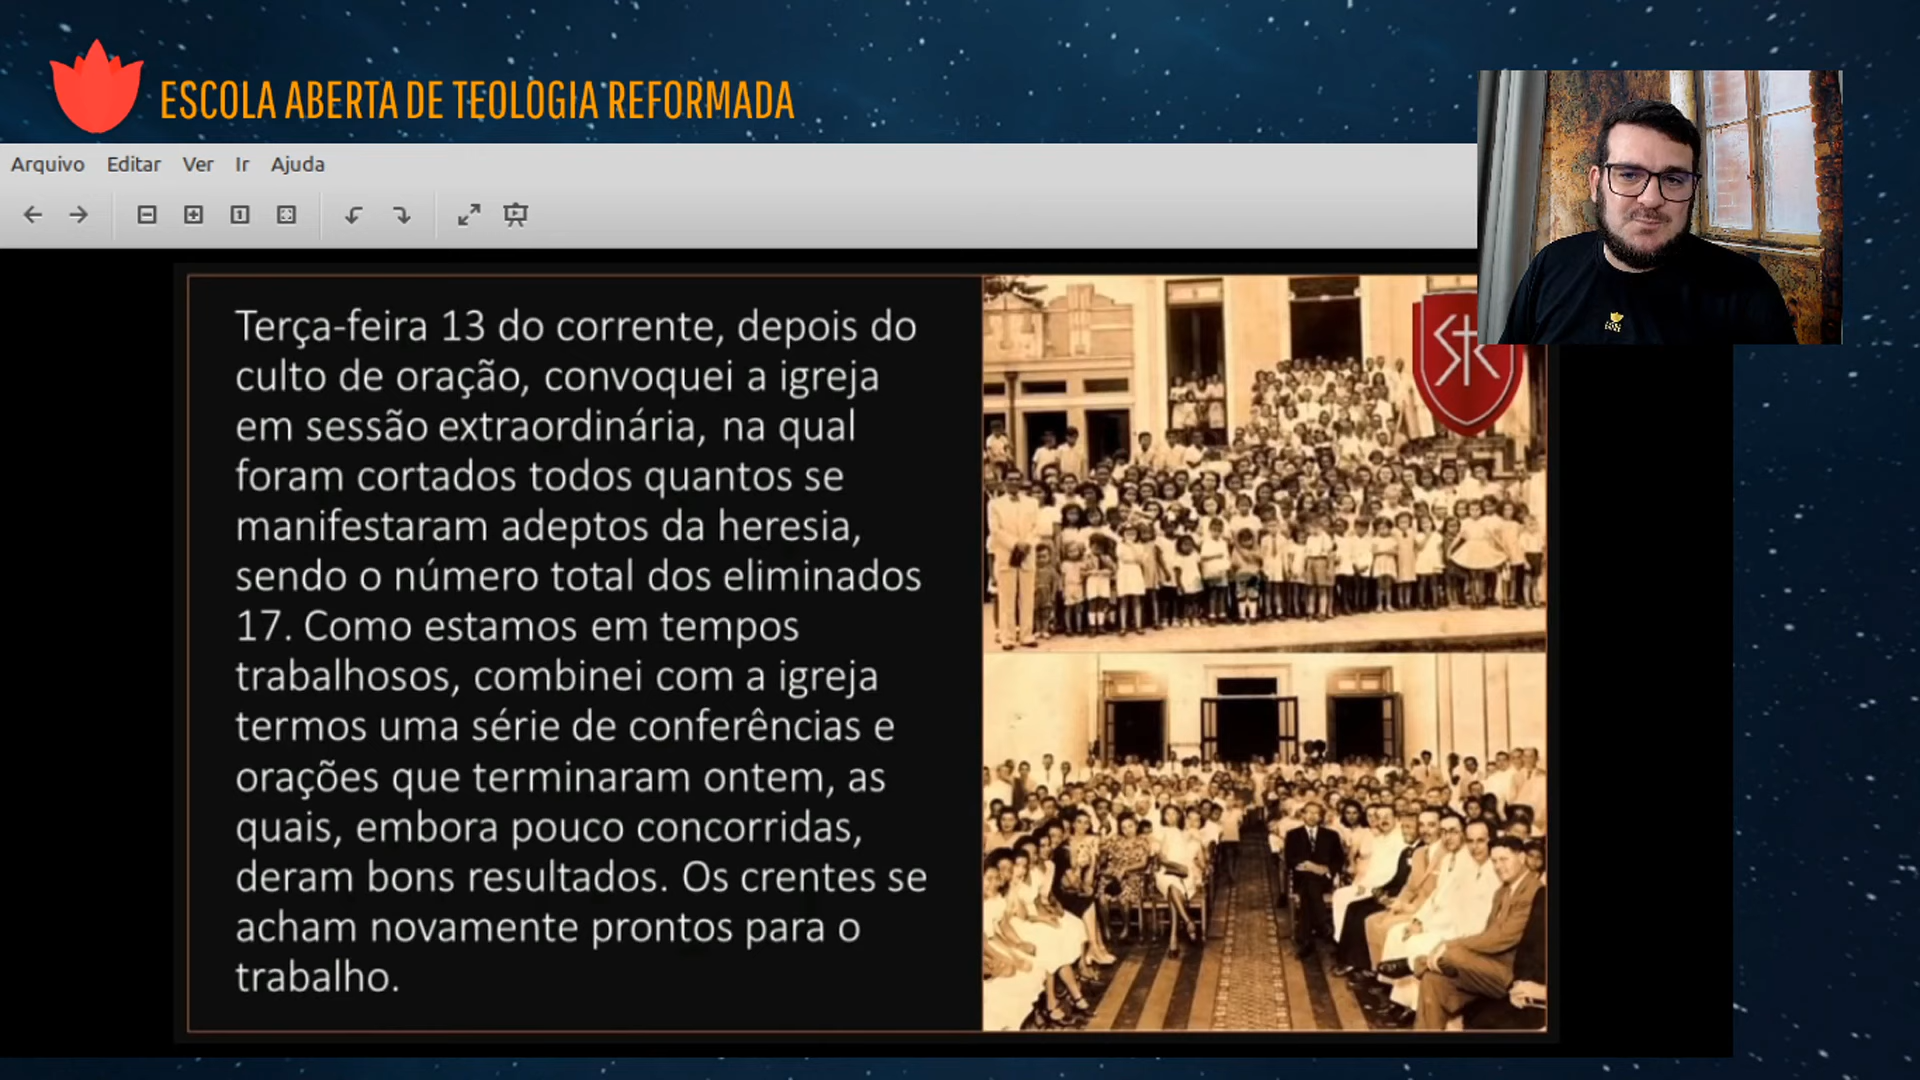 ESCOLA ABERTA DE TEOLOGIA REFORMADA
Arquivo Editar Ver Ir Ajuda
Terça-feira 13 do corrente, depois do
culto de oração, convoquei a igreja
em sessão extraordinária, na qual
foram cortados todos quantos se
manifestaram adeptos da heresia,
sendo o número total dos eliminados
17. Como estamos em tempos
trabalhosos, combinei com a igreja
termos uma série de conferências e
orações que terminaram ontem, as
quais, embora pouco concorridas,
deram bons resultados. Os crentes se
acham novamente prontos para o
trabalho.